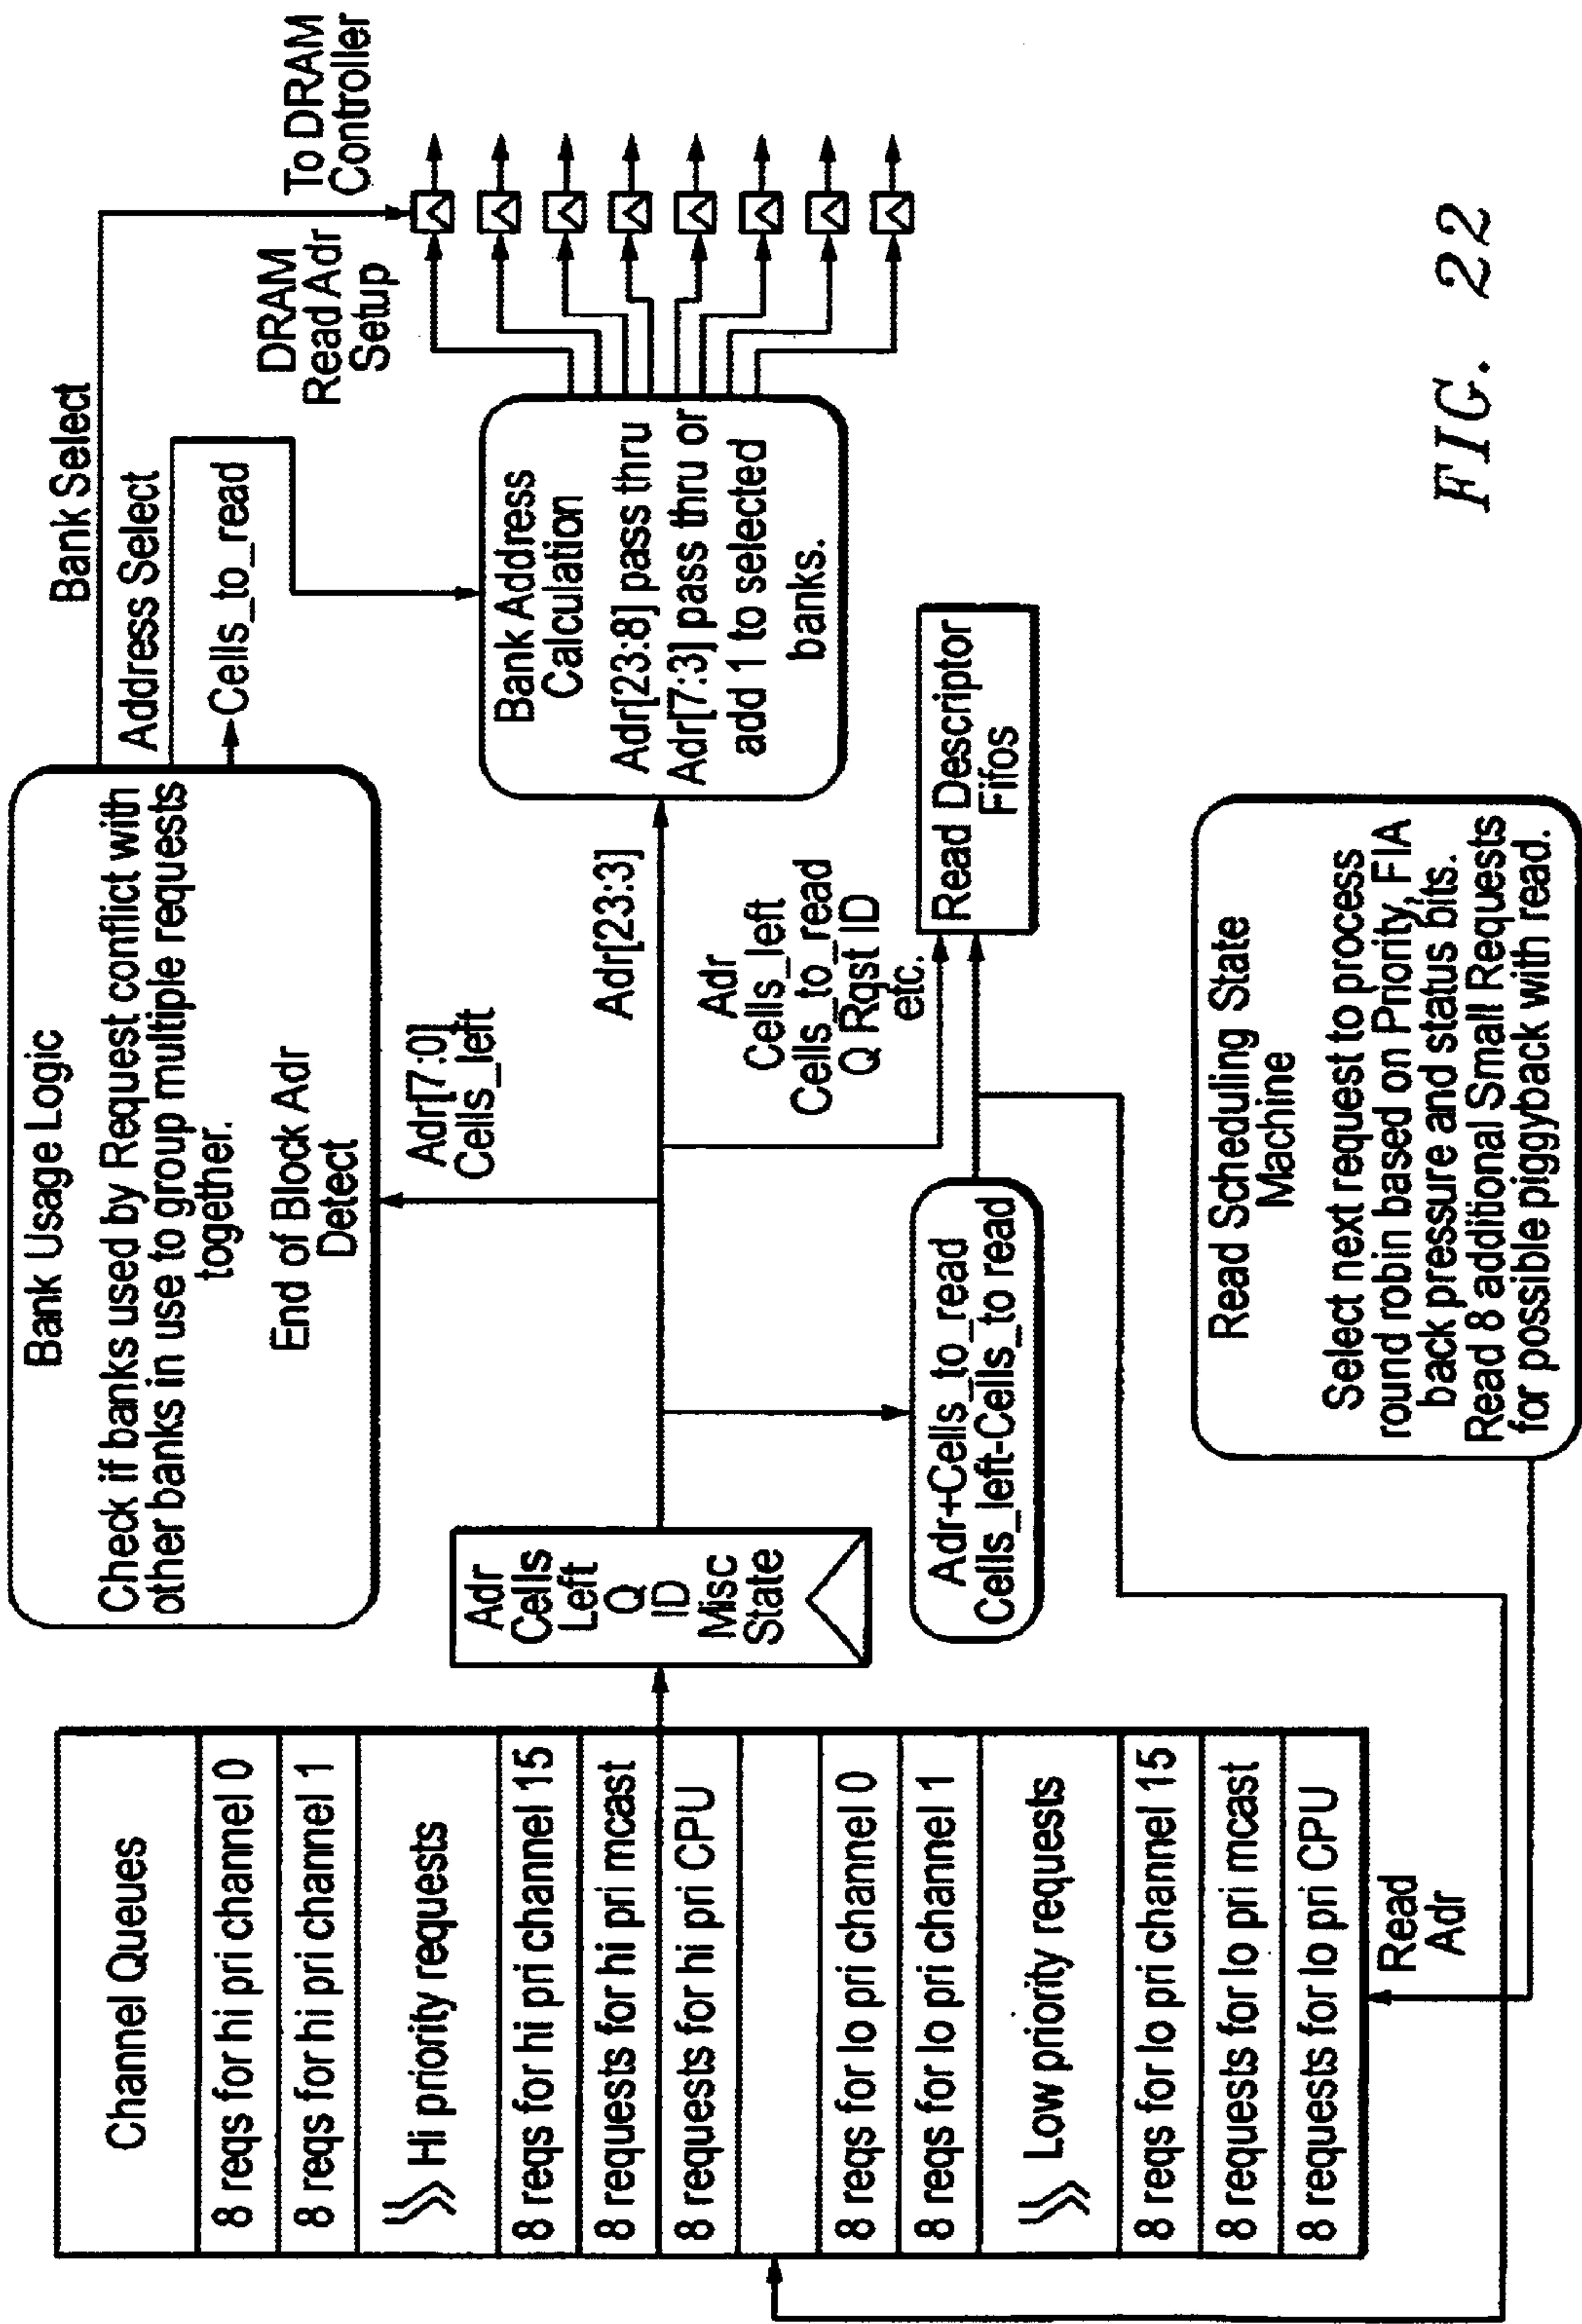 Channel Queues
8 reqs for hi pri channel 0
8 reqs for hi pri channel 1
Hi priority requests
8 reqs for hi pri channel 15
8 requests for hi pri mcast
8 requests for hi pri CPU
8 reqs for lo pri channel 0
8 reqs for lo pri channel 1
Low priority requests
8 reqs for lo pri channel 15
8 requests for lo pri mcast
8 requests for lo pri CPU
Read
Adr
Adr
Cells
Left
Q
ID
Misc
State
Bank Usage Logic
Check if banks used by Request conflict with
other banks in use to group multiple requests
together.
End of Block Adr
Detect
Adr[7:0]
Cells_left
Adr[23:3]
Adr
Cells_left
Cells_to_read
Q Rqst ID
etc.
Adr+Cells_to_read
Cells_left-Cells_to read
Read Descriptor
Fifos
Read Scheduling State
Machine
Select next request to process
round robin based on Priority, FIA
back pressure and status bits.
Read 8 additional Small Requests
for possible piggyback with read.
Bank Select
Address Select
Cells_to_read
Bank Address
Calculation
Adr[23:8] pass thru
Adr[7:3] pass thru or
add 1 to selected
banks.
DRAM
Read Adr
Setup
To DRAM
Controller
FIG. 22